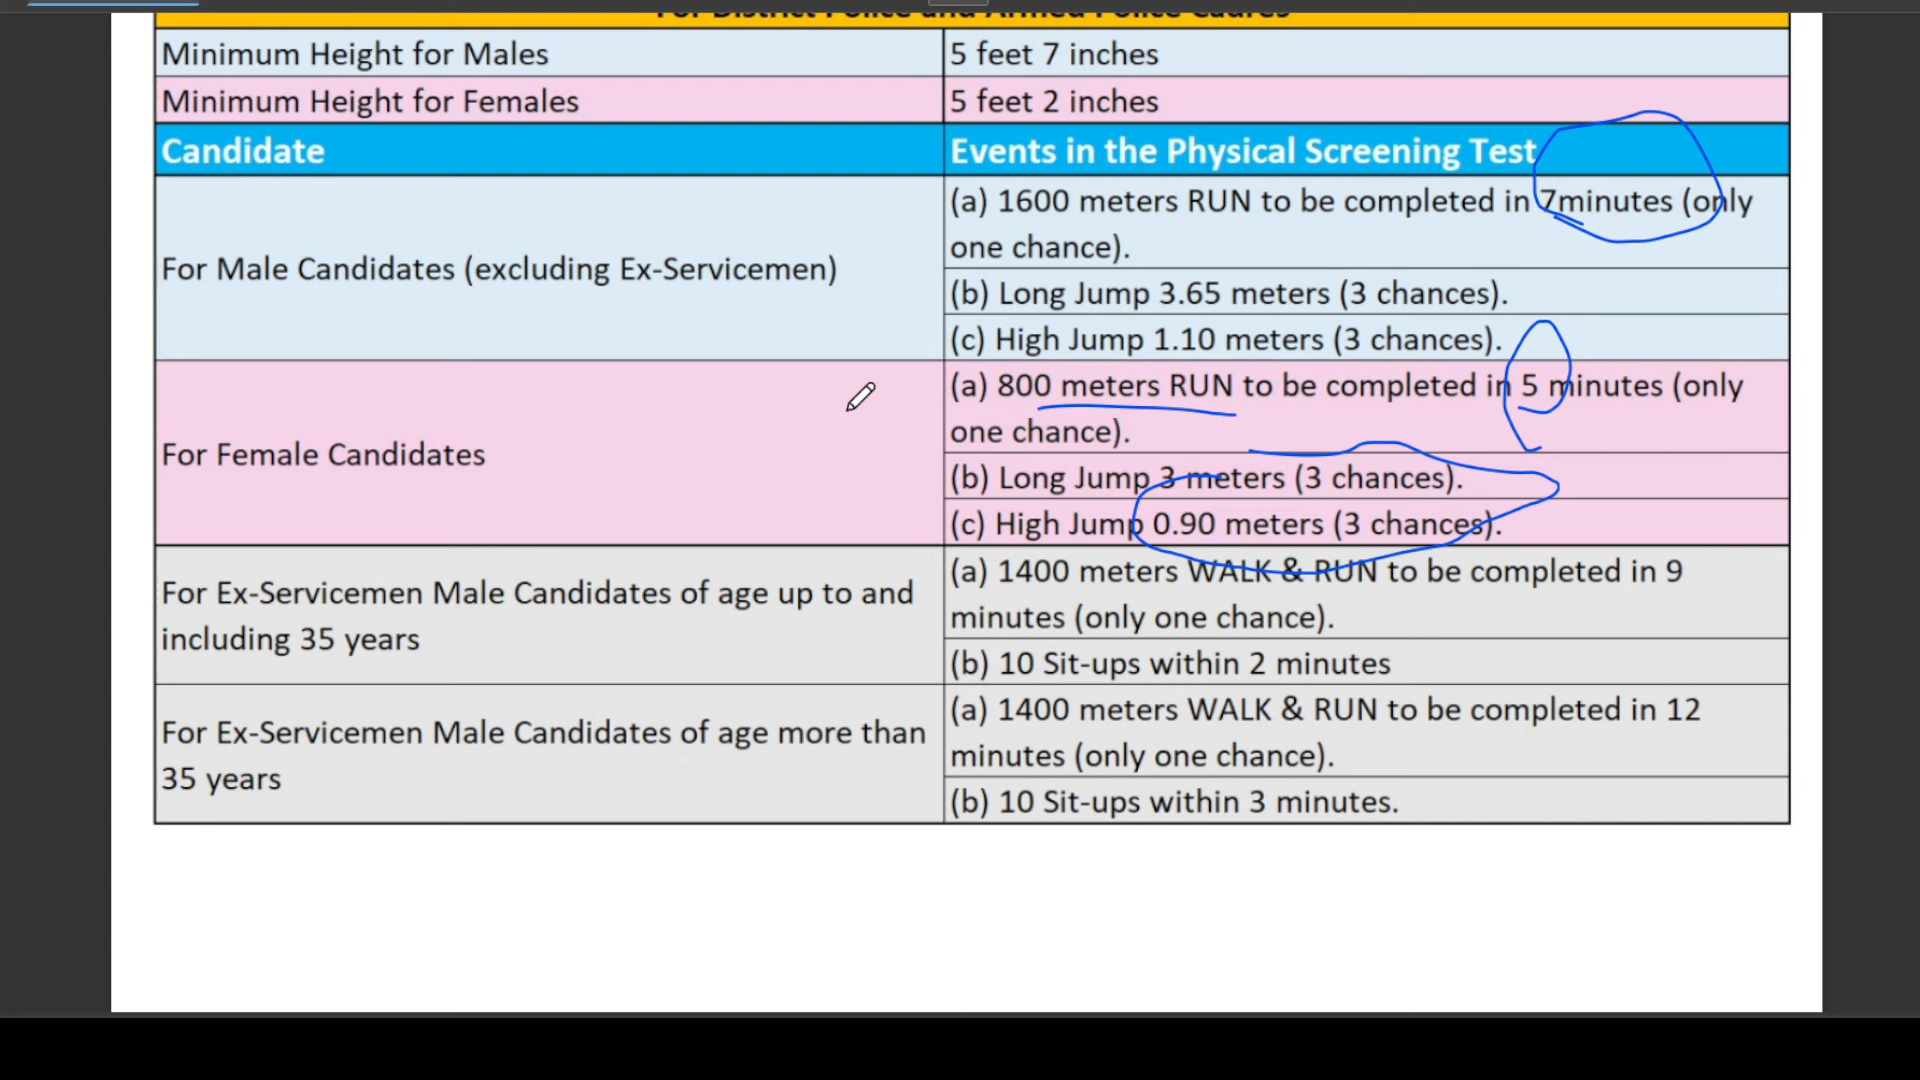 For District Police and Armed Police Cadres
Minimum Height for Males
5 feet 7 inches
Minimum Height for Females
5 feet 2 inches
Candidate
Events in the Physical Screening Test
For Male Candidates (excluding Ex-Servicemen)
(a) 1600 meters RUN to be completed in 7minutes (only
one chance).
(b) Long Jump 3.65 meters (3 chances).
(c) High Jump 1.10 meters (3 chances).
For Female Candidates
(a) 800 meters RUN to be completed in 5 minutes (only
one chance).
(b) Long Jump 3 meters (3 chances).
(c) High Jump 0.90 meters (3 chances).
For Ex-Servicemen Male Candidates of age up to and
including 35 years
(a) 1400 meters WALK & RUN to be completed in 9
minutes (only one chance).
(b) 10 Sit-ups within 2 minutes
For Ex-Servicemen Male Candidates of age more than
35 years
(a) 1400 meters WALK & RUN to be completed in 12
minutes (only one chance).
(b) 10 Sit-ups within 3 minutes.